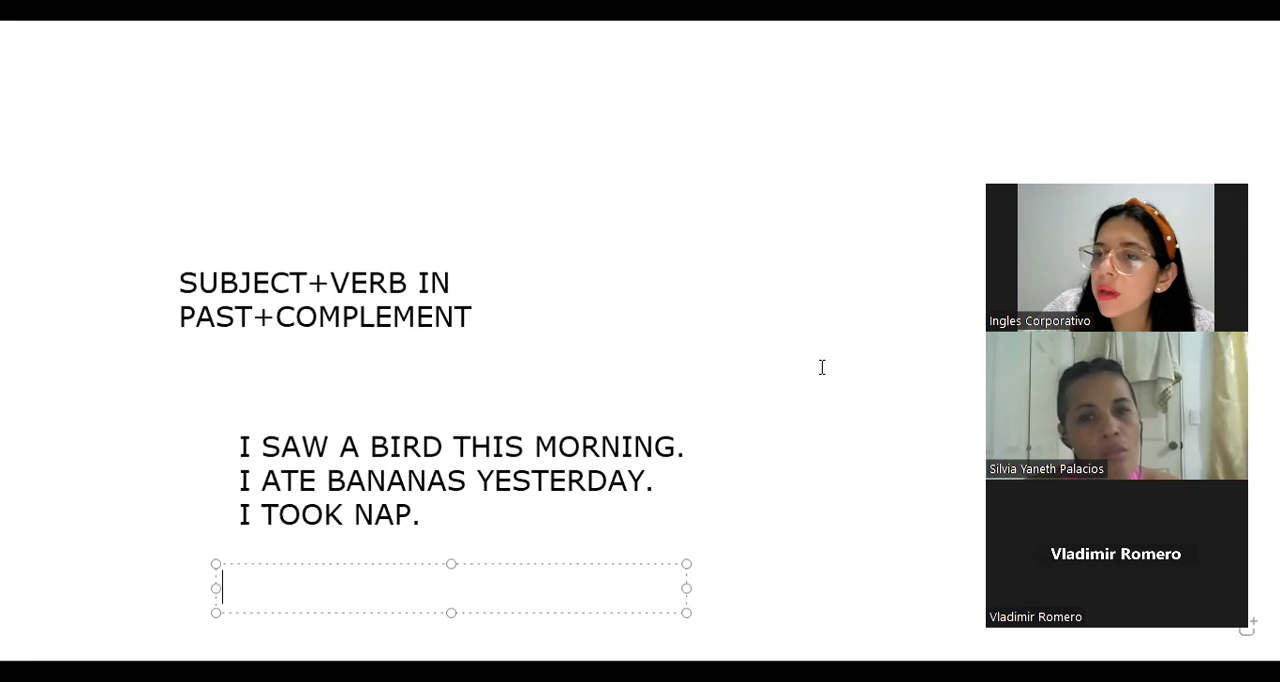 SUBJECT+VERB IN
PAST+COMPLEMENT
I SAW A BIRD THIS MORNING.
I ATE BANANAS YESTERDAY.
I TOOK NAP.
Ingles Corporativo
Silvia Yaneth Palacios
Vladimir Romero
Vladimir Romero